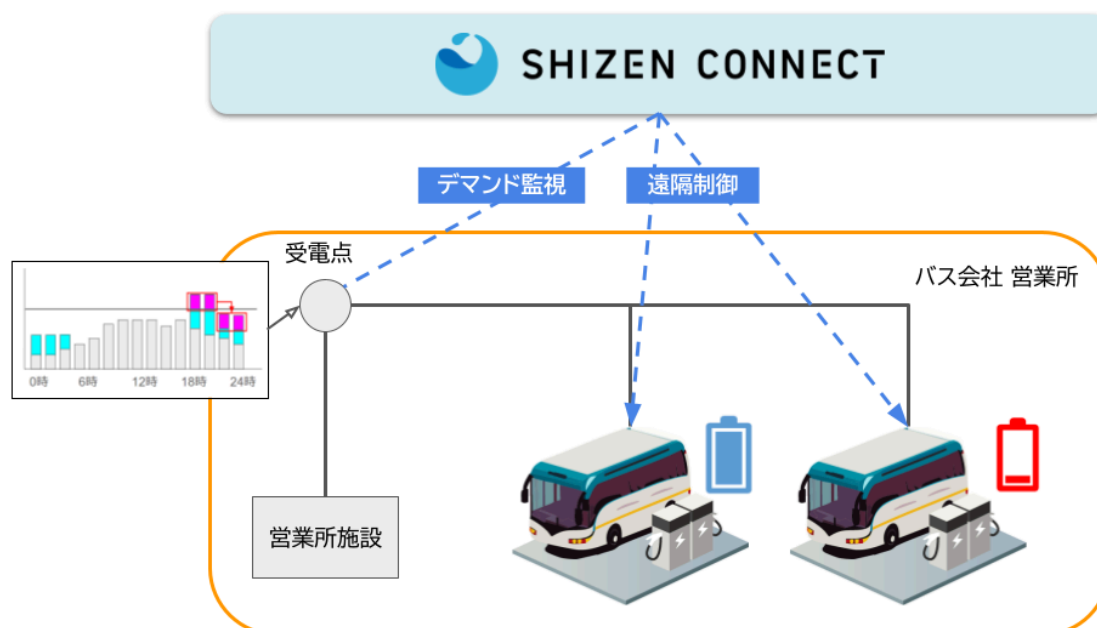 SHIZEN CONNECT
デマンド監視
遠隔制御
受電点
バス会社 営業所
0時 6時 12時 18時 24時
営業所施設